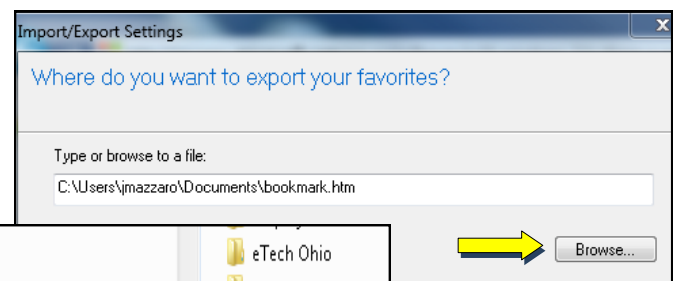 Import/Export Settings
Where do you want to export your favorites?
Type or browse to a file:
C:\Users\jmazzaro\Documents\bookmark.htm
eTech Ohio
Browse...